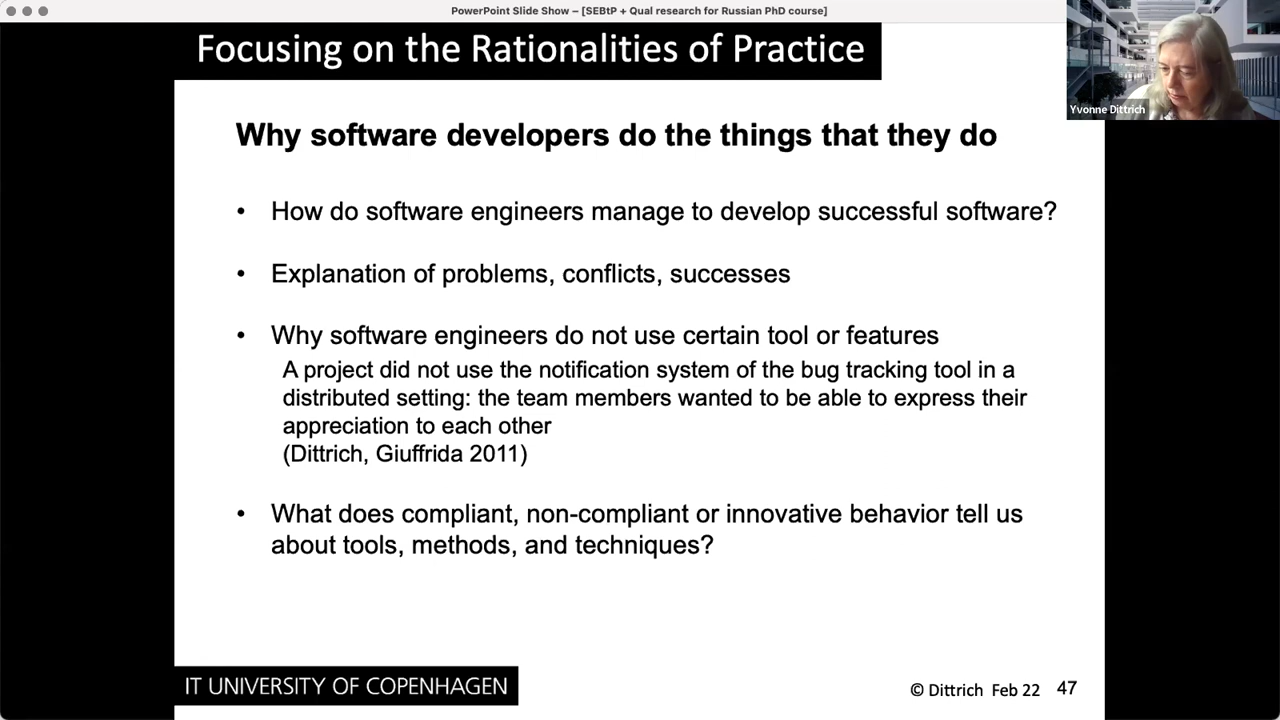 PowerPoint Slide Show – [SEBtP + Qual research for Russian PhD course]
Focusing on the Rationalities of Practice
Yvonne Dittrich
Why software developers do the things that they do
• How do software engineers manage to develop successful software?
• Explanation of problems, conflicts, successes
• Why software engineers do not use certain tool or features
A project did not use the notification system of the bug tracking tool in a
distributed setting: the team members wanted to be able to express their
appreciation to each other
(Dittrich, Giuffrida 2011)
• What does compliant, non-compliant or innovative behavior tell us
about tools, methods, and techniques?
IT UNIVERSITY OF COPENHAGEN
© Dittrich Feb 22 47